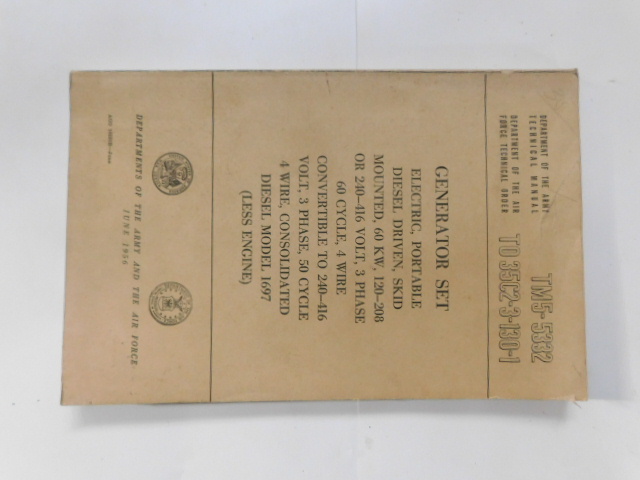 DEPARTMENT OF THE ARMY
TECHNICAL MANUAL
TM5-5332
DEPARTMENT OF THE AIR
FORCE TECHNICAL ORDER
TO 35C2-3-130-1
GENERATOR SET
ELECTRIC, PORTABLE
DIESEL DRIVEN, SKID
MOUNTED, 60 KW, 120-208
OR 240-416 VOLT, 3 PHASE
60 CYCLE, 4 WIRE
CONVERTIBLE TO 240-416
VOLT, 3 PHASE, 50 CYCLE
4 WIRE, CONSOLIDATED
DIESEL MODEL 1697
(LESS ENGINE)
DEPARTMENTS OF THE ARMY AND THE AIR FORCE
JUNE 1956